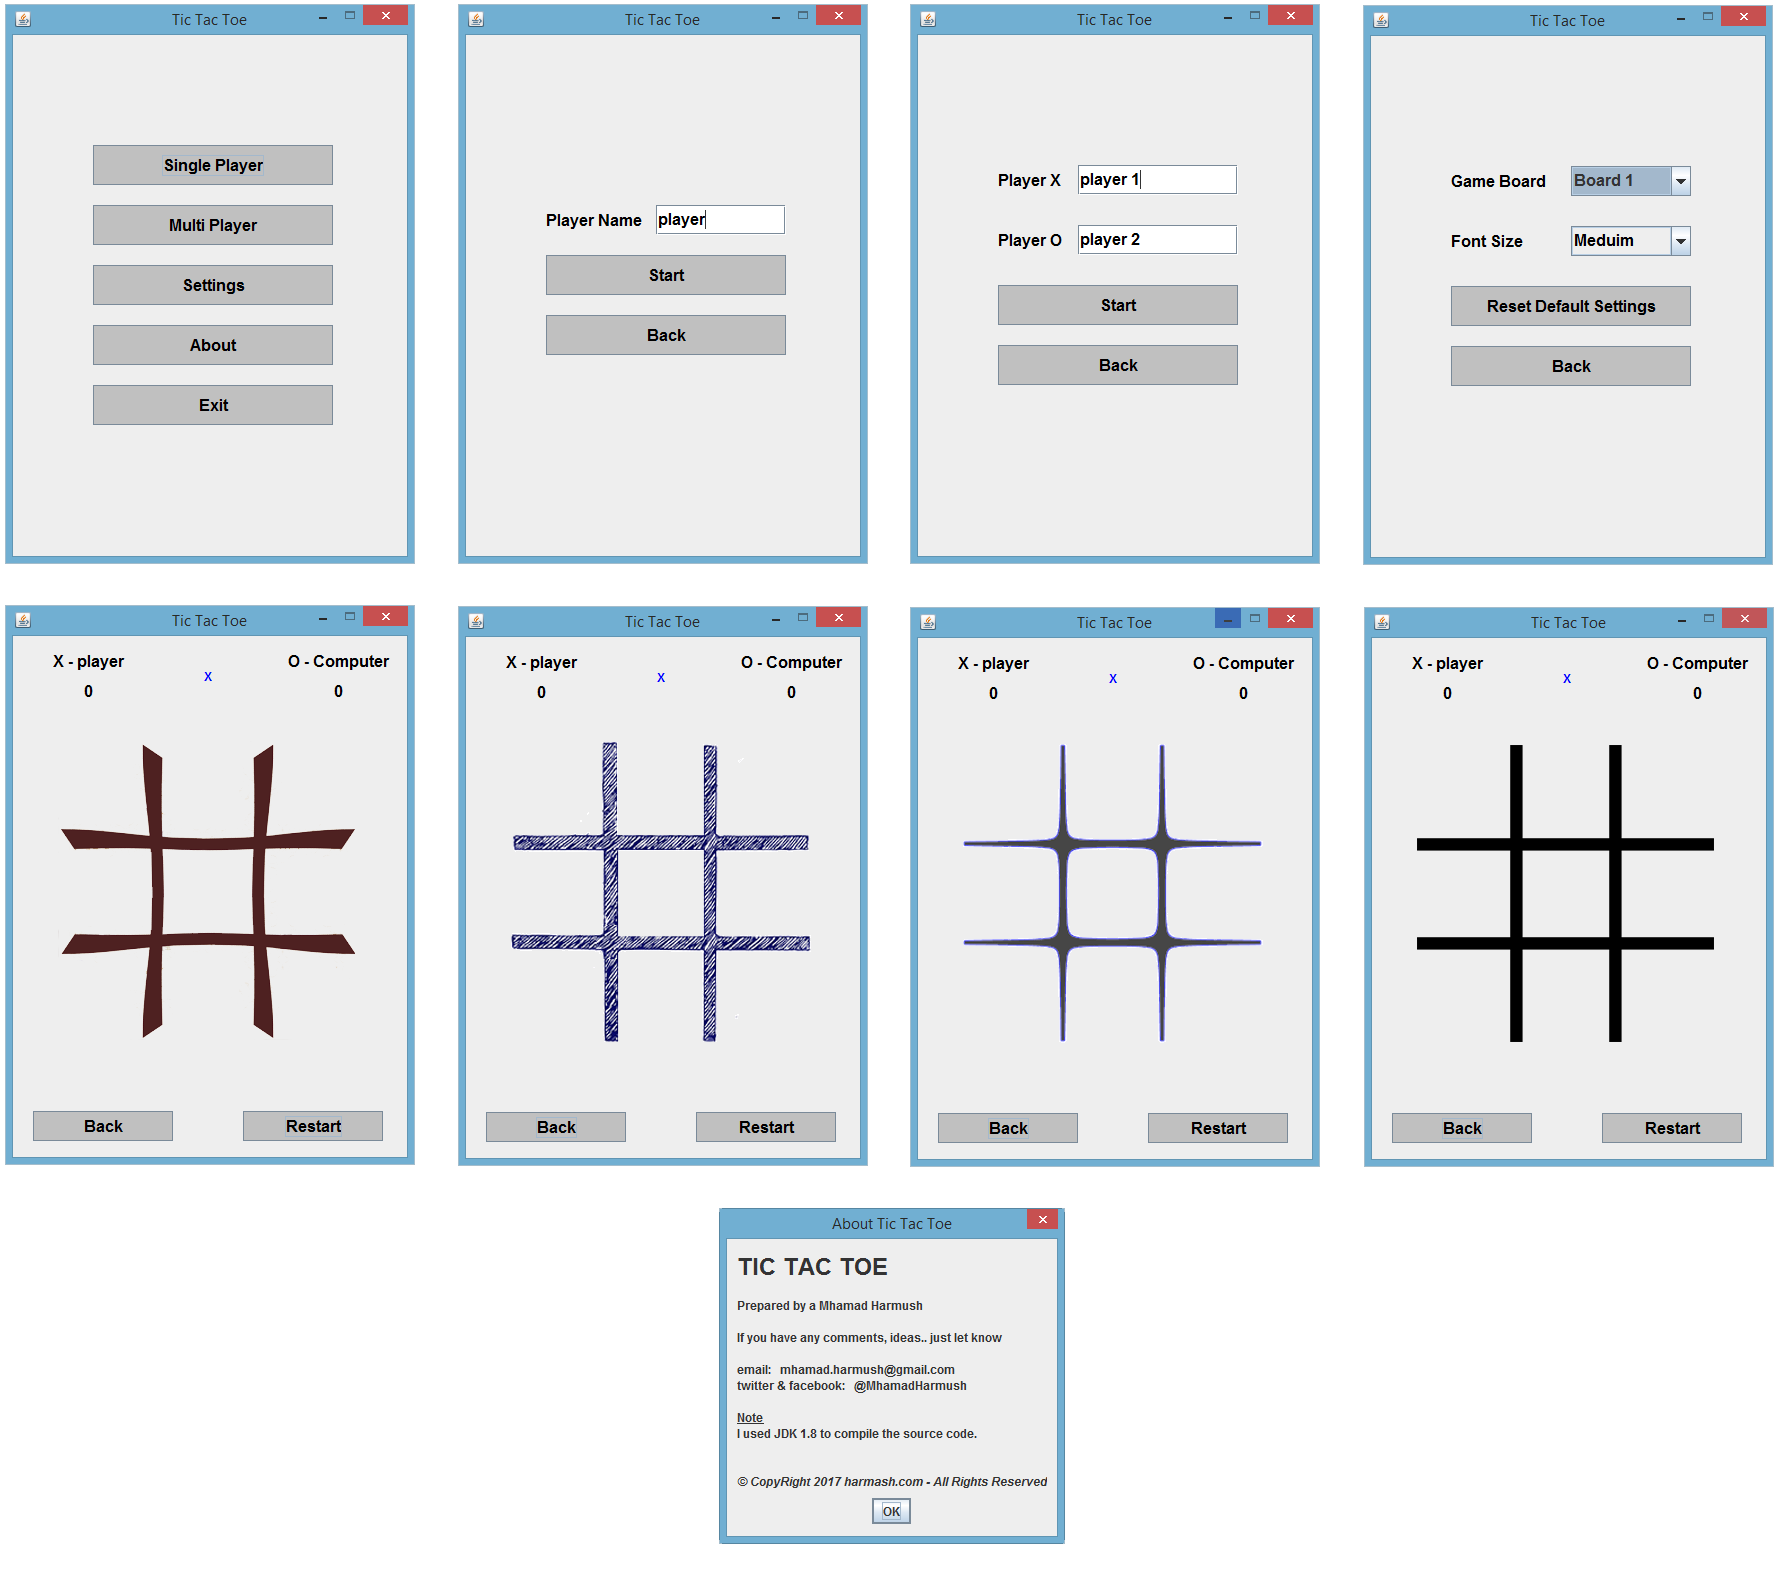 Tic Tac Toe
Single Player
Multi Player
Settings
About
Exit
Tic Tac Toe
Player Name player
Start
Back
Tic Tac Toe
Player X player 1
Player O player 2
Start
Back
Tic Tac Toe
Game Board Board 1
Font Size Meduim
Reset Default Settings
Back
Tic Tac Toe
X - player O - Computer
x
0 0
Back Restart
Tic Tac Toe
X - player O - Computer
x
0 0
Back Restart
Tic Tac Toe
X - player O - Computer
x
0 0
Back Restart
Tic Tac Toe
X - player O - Computer
x
0 0
Back Restart
About Tic Tac Toe
TIC TAC TOE
Prepared by a Mhamad Harmush
If you have any comments, ideas.. just let know
email: mhamad.harmush@gmail.com
twitter & facebook: @MhamadHarmush
Note
I used JDK 1.8 to compile the source code.
© CopyRight 2017 harmash.com - All Rights Reserved
OK